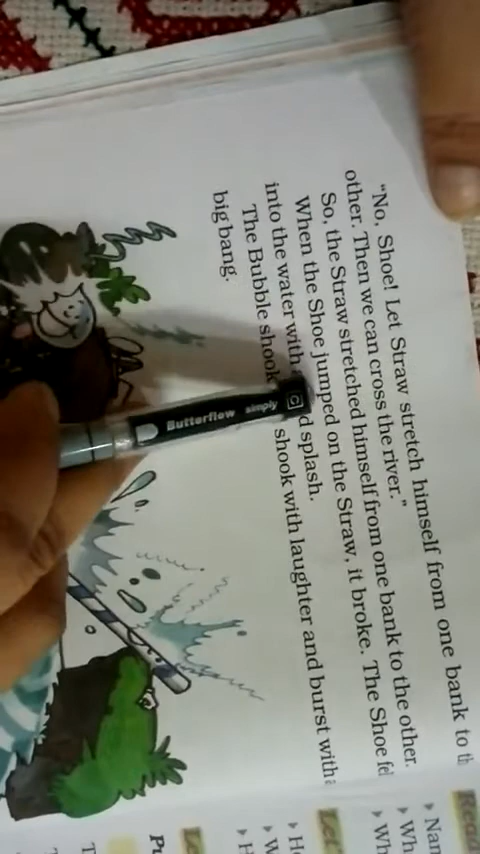 "No, Shoe! Let Straw stretch himself from one bank to
other. Then we can cross the river."
So, the Straw stretched himself from one bank to the other.
When the Shoe jumped on the Straw, it broke. The Shoe
into the water with splash.
The Bubble shook shook with laughter and burst with
big bang.
Butterflow simply